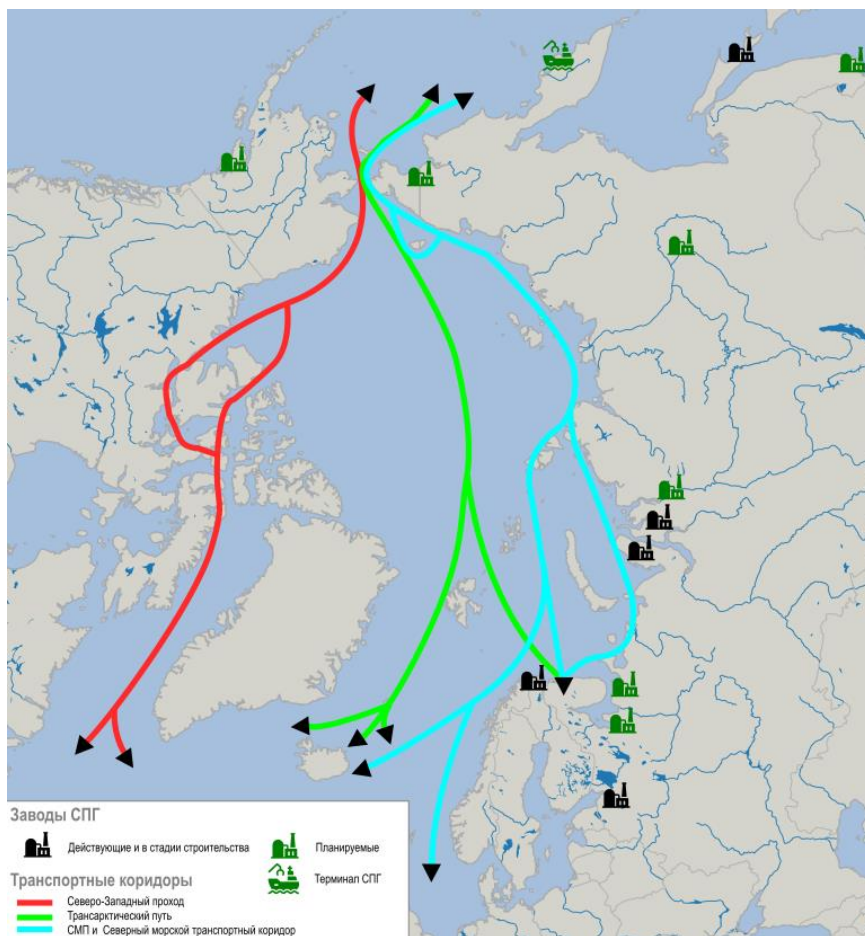 Заводы СПГ
Действующие и в стадии строительства
Планируемые
Терминал СПГ
Транспортные коридоры
Северо-Западный проход
Трансарктический путь
СМП и Северный морской транспортный коридор